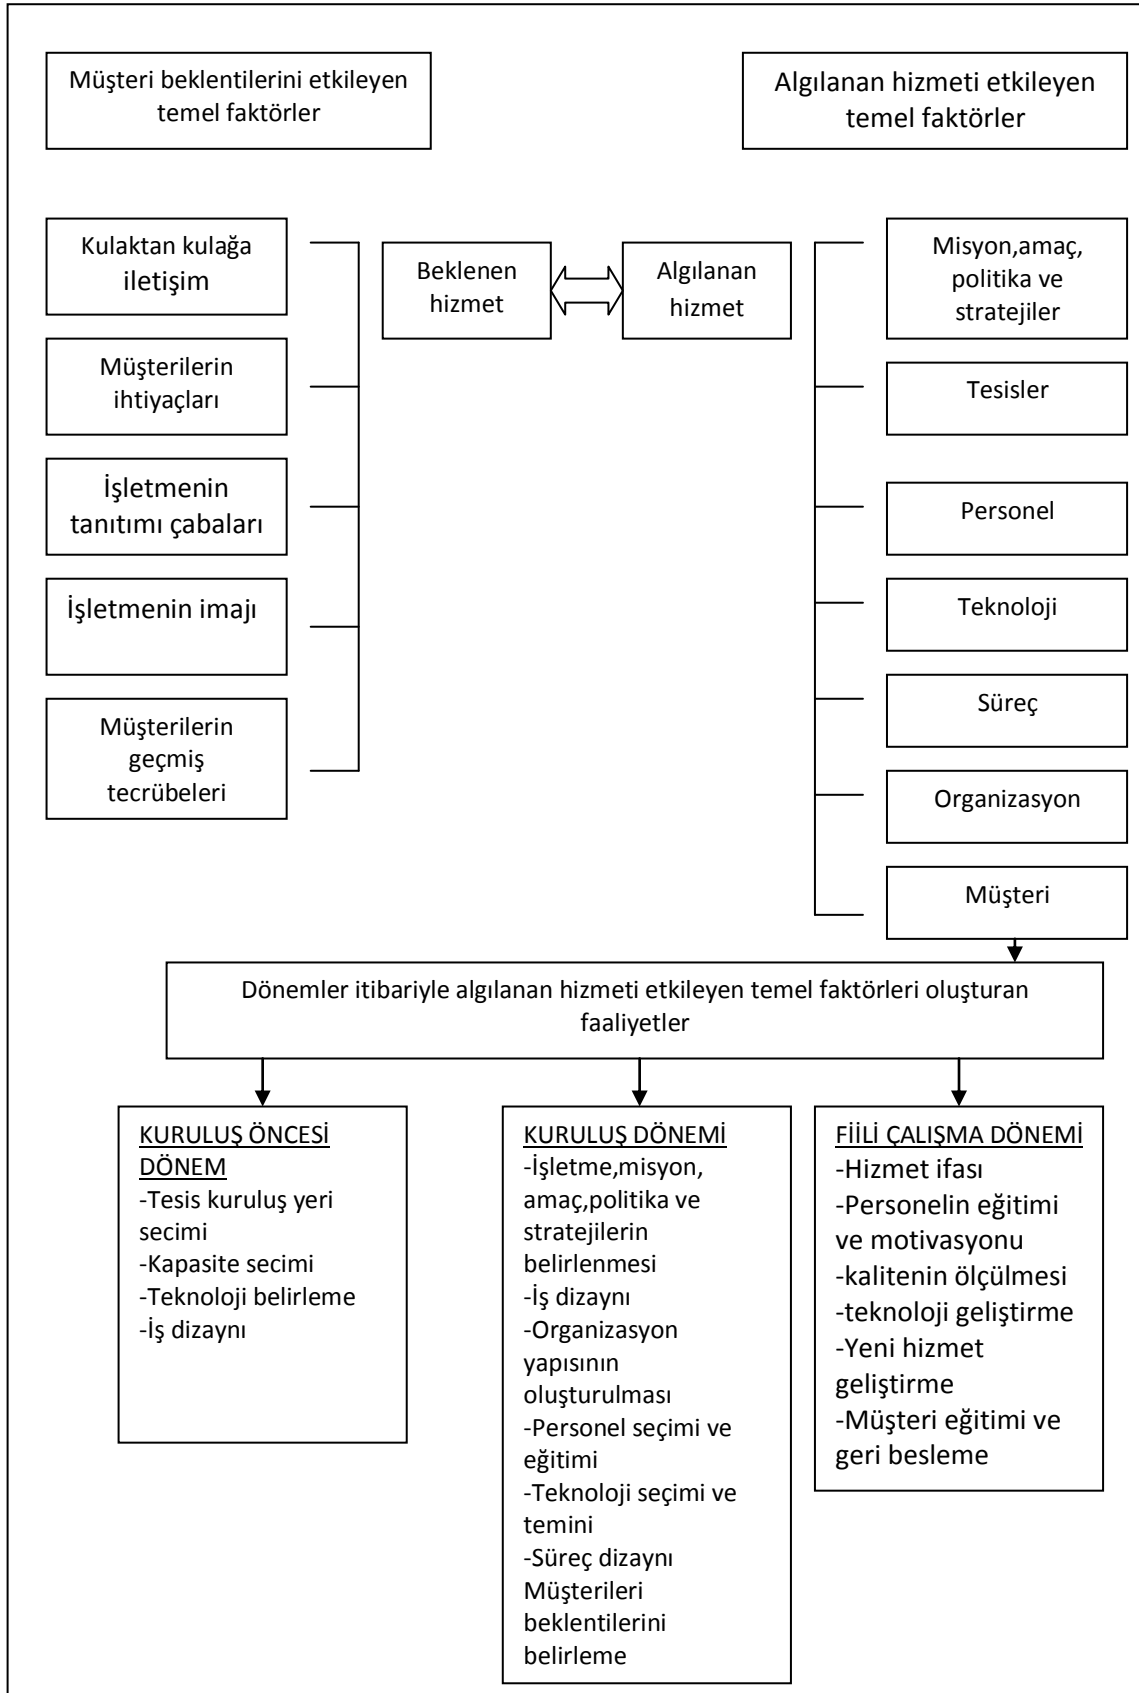 Müşteri beklentilerini etkileyen
temel faktörler
Algılanan hizmeti etkileyen
temel faktörler
Kulaktan kulağa
iletişim
Müşterilerin
ihtiyaçları
İşletmenin
tanıtımı çabaları
İşletmenin imajı
Müşterilerin
geçmiş
tecrübeleri
Beklenen
hizmet
Algılanan
hizmet
Misyon,amaç,
politika ve
stratejiler
Tesisler
Personel
Teknoloji
Süreç
Organizasyon
Müşteri
Dönemler itibariyle algılanan hizmeti etkileyen temel faktörleri oluşturan
faaliyetler
KURULUŞ ÖNCESİ
DÖNEM
-Tesis kuruluş yeri
secimi
-Kapasite secimi
-Teknoloji belirleme
-İş dizaynı
KURULUŞ DÖNEMİ
-İşletme,misyon,
amaç,politika ve
stratejilerin
belirlenmesi
-İş dizaynı
-Organizasyon
yapısının
oluşturulması
-Personel seçimi ve
eğitimi
-Teknoloji seçimi ve
temini
-Süreç dizaynı
Müşterileri
beklentilerini
belirleme
FİİLİ ÇALIŞMA DÖNEMİ
-Hizmet ifası
-Personelin eğitimi
ve motivasyonu
-kalitenin ölçülmesi
-teknoloji geliştirme
-Yeni hizmet
geliştirme
-Müşteri eğitimi ve
geri besleme